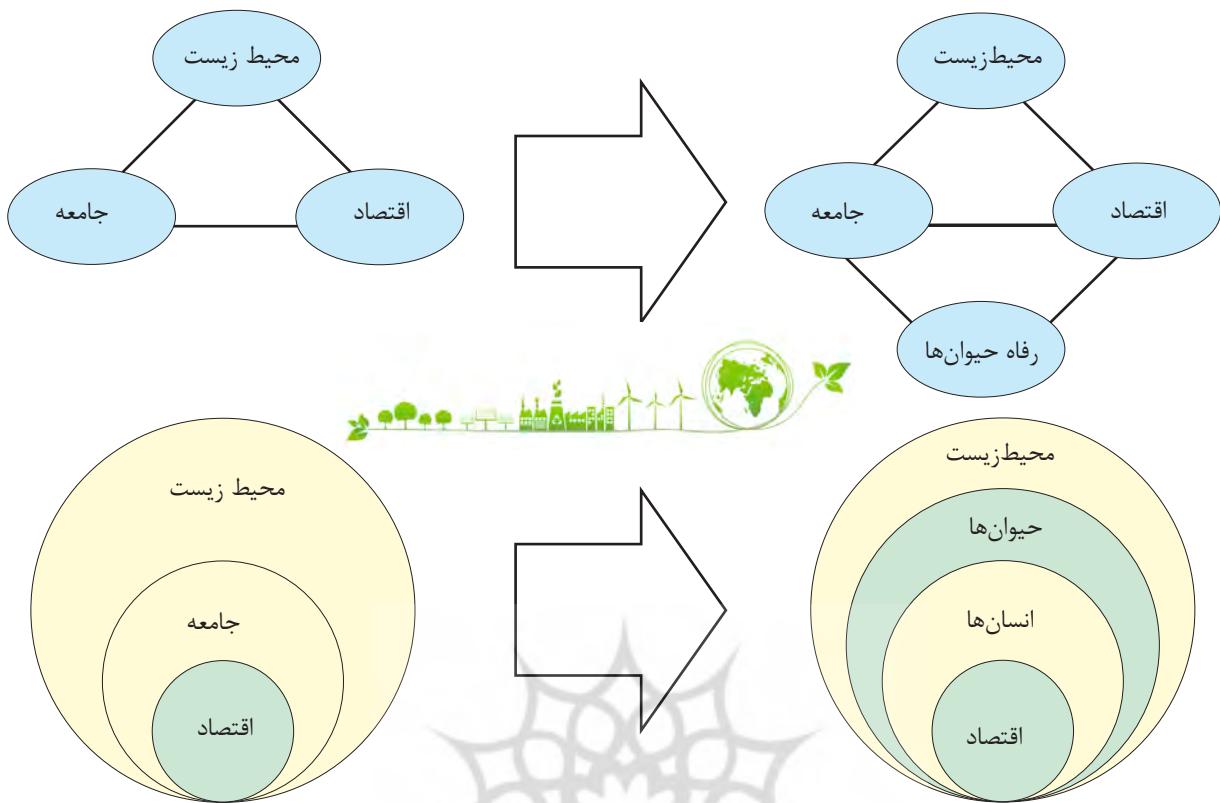 محیط زیست
جامعه
اقتصاد
محیط‌زیست
جامعه
اقتصاد
رفاه حیوان‌ها
محیط زیست
جامعه
اقتصاد
محیط‌زیست
حیوان‌ها
انسان‌ها
اقتصاد